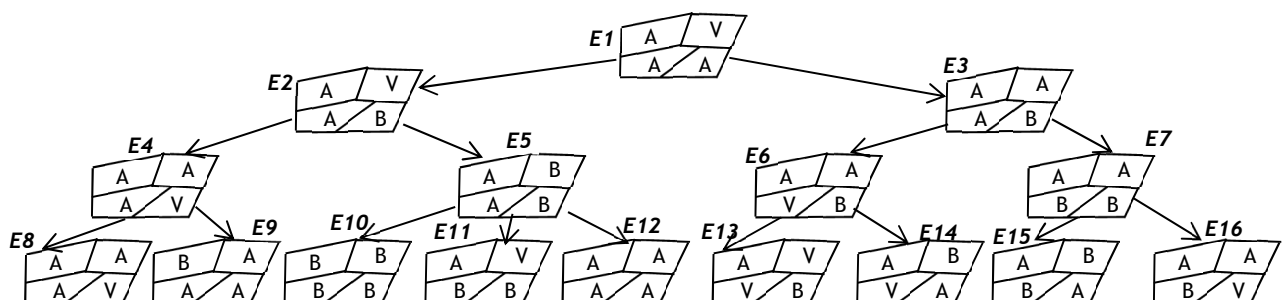 E1 A V
A A
E2 A V
A B
E3 A A
A B
E4 A A
A V
E5 A B
A B
E6 A A
V B
E7 A A
B B
E8 A A
A V
E9 B A
A A
E10 B B
B B
E11 A V
B B
E12 A A
A A
E13 A V
V B
E14 A B
V A
E15 A B
B A
E16 A A
B V